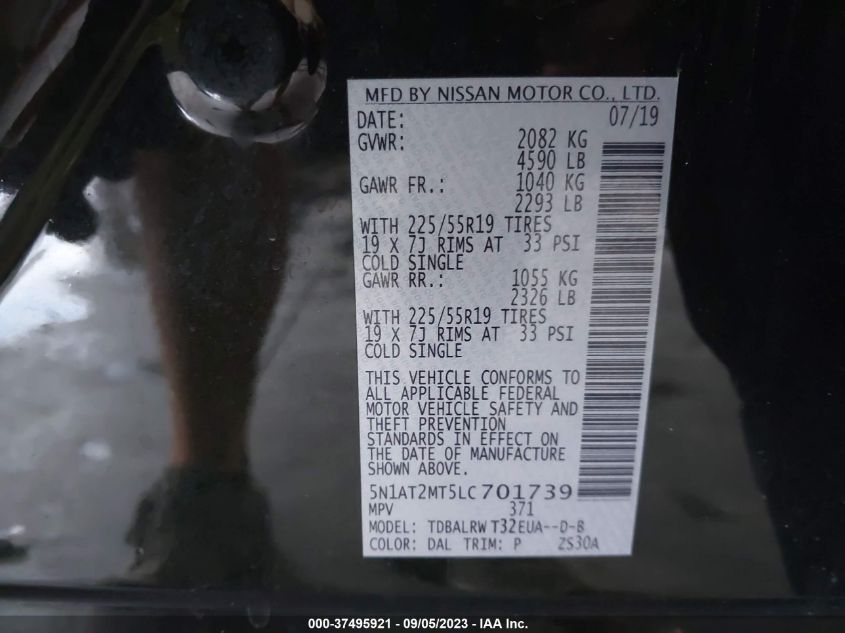 MFD BY NISSAN MOTOR CO., LTD.
DATE: 07/19
GVWR: 2082 KG
4590 LB
GAWR FR.: 1040 KG
2293 LB
WITH 225/55R19 TIRES
19 X 7J RIMS AT 33 PSI
COLD SINGLE
GAWR RR.: 1055 KG
2326 LB
WITH 225/55R19 TIRES
19 X 7J RIMS AT 33 PSI
COLD SINGLE
THIS VEHICLE CONFORMS TO
ALL APPLICABLE FEDERAL
MOTOR VEHICLE SAFETY AND
THEFT PREVENTION
STANDARDS IN EFFECT ON
THE DATE OF MANUFACTURE
SHOWN ABOVE.
5N1AT2MT5LC701739
MPV 371
MODEL: TDBALRW T32EUA--D-B
COLOR: DAL TRIM: P ZS30A
000-37495921 - 09/05/2023 - IAA Inc.